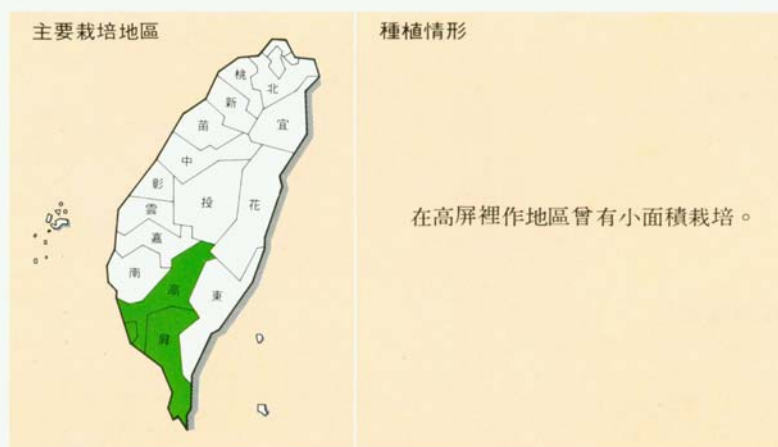 主要栽培地區
種植情形
桃
北
新
宜
苗
中
彰
投
花
雲
嘉
南
高
東
屏
在高屏裡作地區曾有小面積栽培。